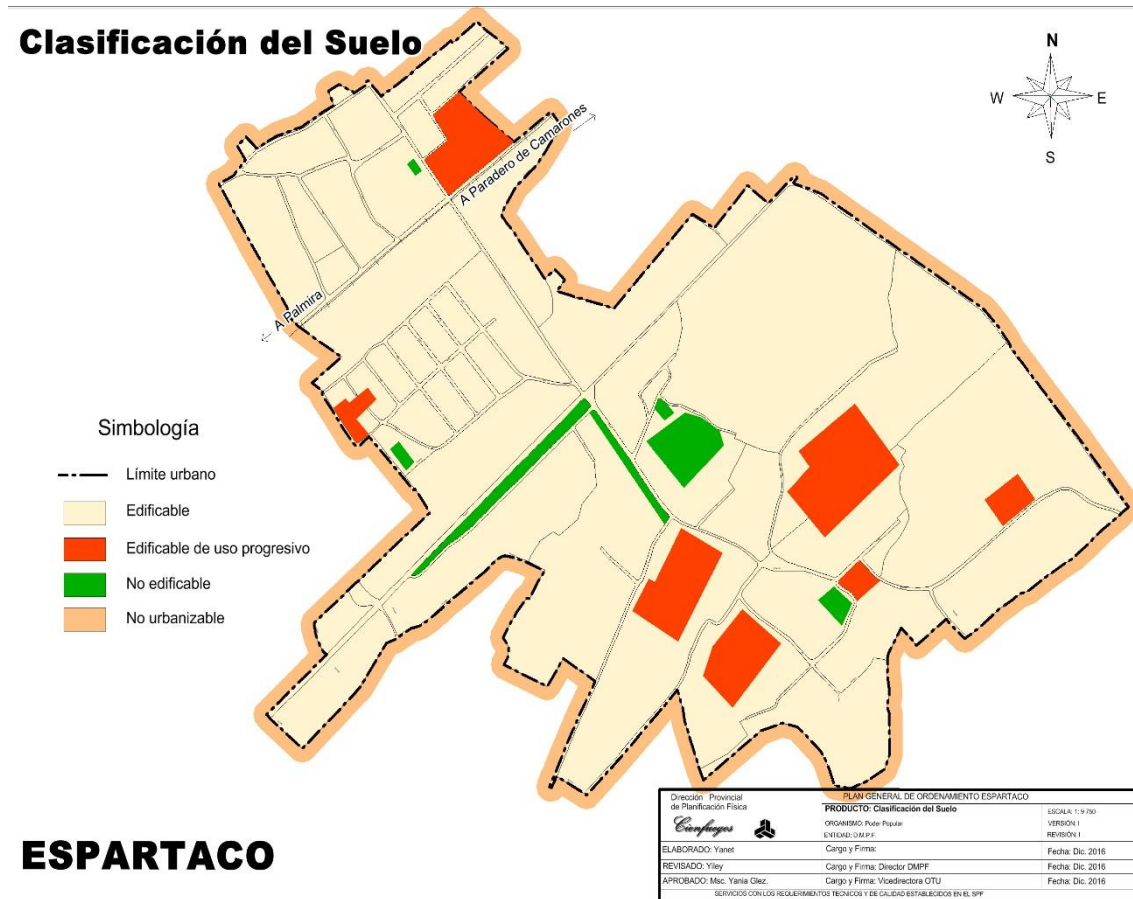 Clasificación del Suelo
N
W E
S
A Paradero de Camarones
A Palmira
Simbología
Límite urbano
Edificable
Edificable de uso progresivo
No edificable
No urbanizable
ESPARTACO
Dirección Provincial
de Planificación Física
Cienfuegos
PLAN GENERAL DE ORDENAMIENTO ESPARTACO
PRODUCTO: Clasificación del Suelo
ESCALA: 1: 9 750
ORGANISMO: Poder Popular
VERSIÓN: I
ENTIDAD: D.M.P.F.
REVISIÓN: I
ELABORADO: Yanet Cargo y Firma: Fecha: Dic. 2016
REVISADO: Yiley Cargo y Firma: Director DMPF Fecha: Dic. 2016
APROBADO: Msc. Yania Glez. Cargo y Firma: Vicedirectora OTU Fecha: Dic. 2016
SERVICIOS CON LOS REQUERIMIENTOS TECNICOS Y DE CALIDAD ESTABLECIDOS EN EL SPF